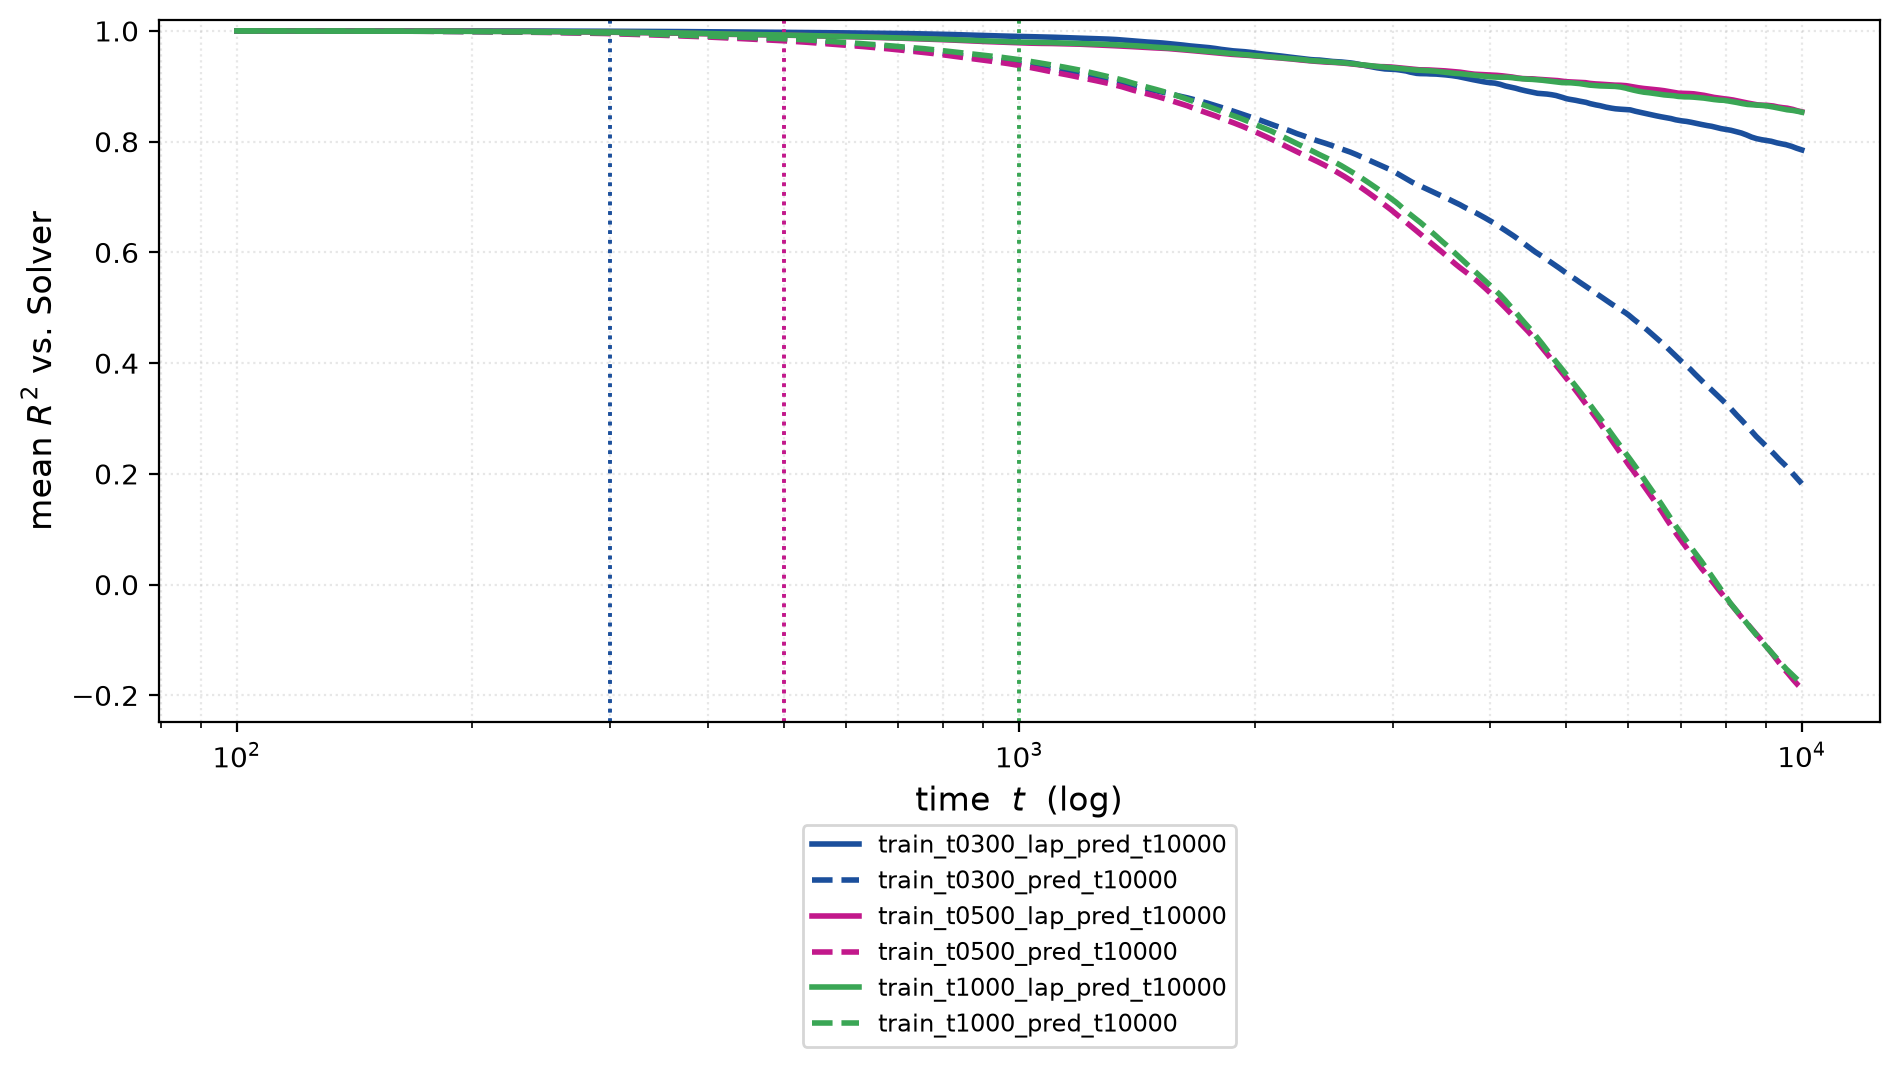 1.0
0.8
0.6
0.4
0.2
0.0
−0.2
mean R² vs. Solver
10² 10³ 10⁴
time t (log)
train_t0300_lap_pred_t10000
train_t0300_pred_t10000
train_t0500_lap_pred_t10000
train_t0500_pred_t10000
train_t1000_lap_pred_t10000
train_t1000_pred_t10000